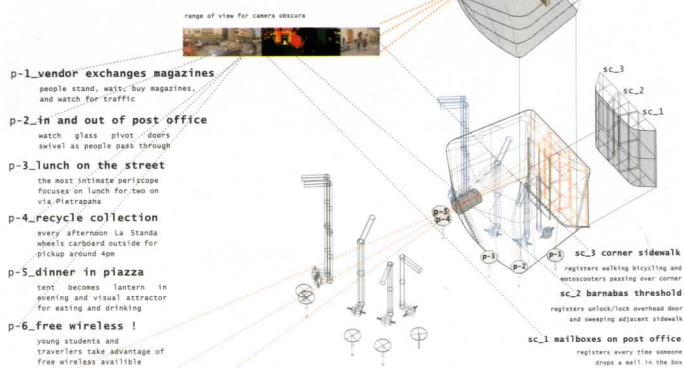 range of view for camera obscura
p-1_vendor exchanges magazines
people stand, wait, buy magazines,
and watch for traffic
p-2_in and out of post office
watch glass pivot doors
swivel as people pass through
p-3_lunch on the street
the most intimate periscope
focuses on lunch for two on
via Pietrapaha
p-4_recycle collection
every afternoon La Standa
wheels carboard outside for
pickup around 4pm
p-5_dinner in piazza
tent becomes lantern in
evening and visual attractor
for eating and drinking
p-6_free wireless !
young students and
traverlers take advantage of
free wireless availible
sc_3
sc_2
sc_1
p-5
p-4
p-3
p-2
p-1
sc_3 corner sidewalk
registers walking bicycling and
motoscooters passing over corner
sc_2 barnabas threshold
registers unlock/lock overhead door
and sweeping adjacent sidewalk
sc_1 mailboxes on post office
registers every time someone
drops a mail in the box